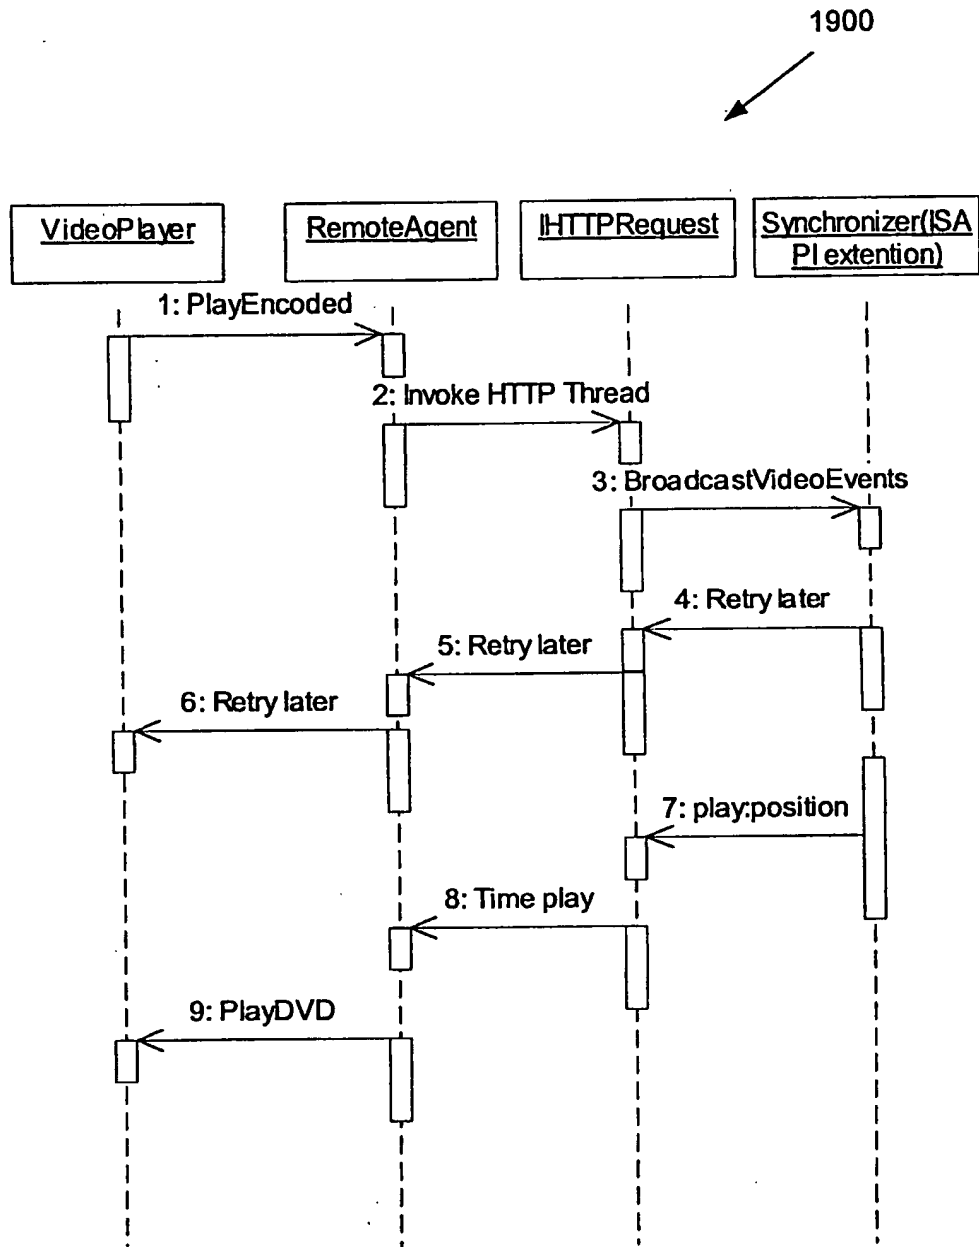 1900
VideoPlayer
RemoteAgent
IHTTPRequest
Synchronizer(ISA
PI extention)
1: PlayEncoded
2: Invoke HTTP Thread
3: BroadcastVideoEvents
4: Retry later
5: Retry later
6: Retry later
7: play:position
8: Time play
9: PlayDVD